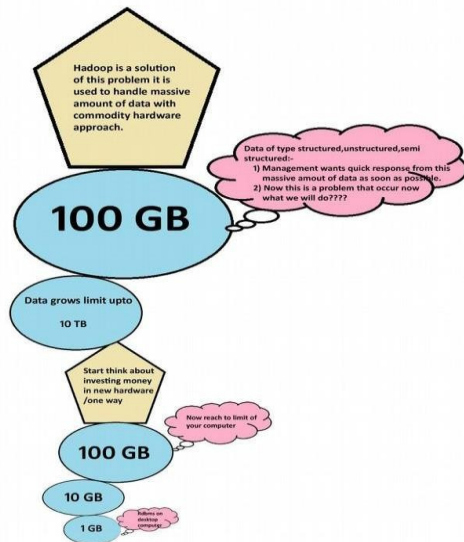 Hadoop is a solution
of this problem it is
used to handle massive
amount of data with
commodity hardware
approach.
Data of type structured,unstructured,semi
structured:-
1) Management wants quick response from this
massive amout of data as soon as possible.
2) Now this is a problem that occur now
what we will do????
100 GB
Data grows limit upto
10 TB
Start think about
investing money
in new hardware
/one way
Now reach to limit of
your computer
100 GB
10 GB
on
desktop
computer
1 GB